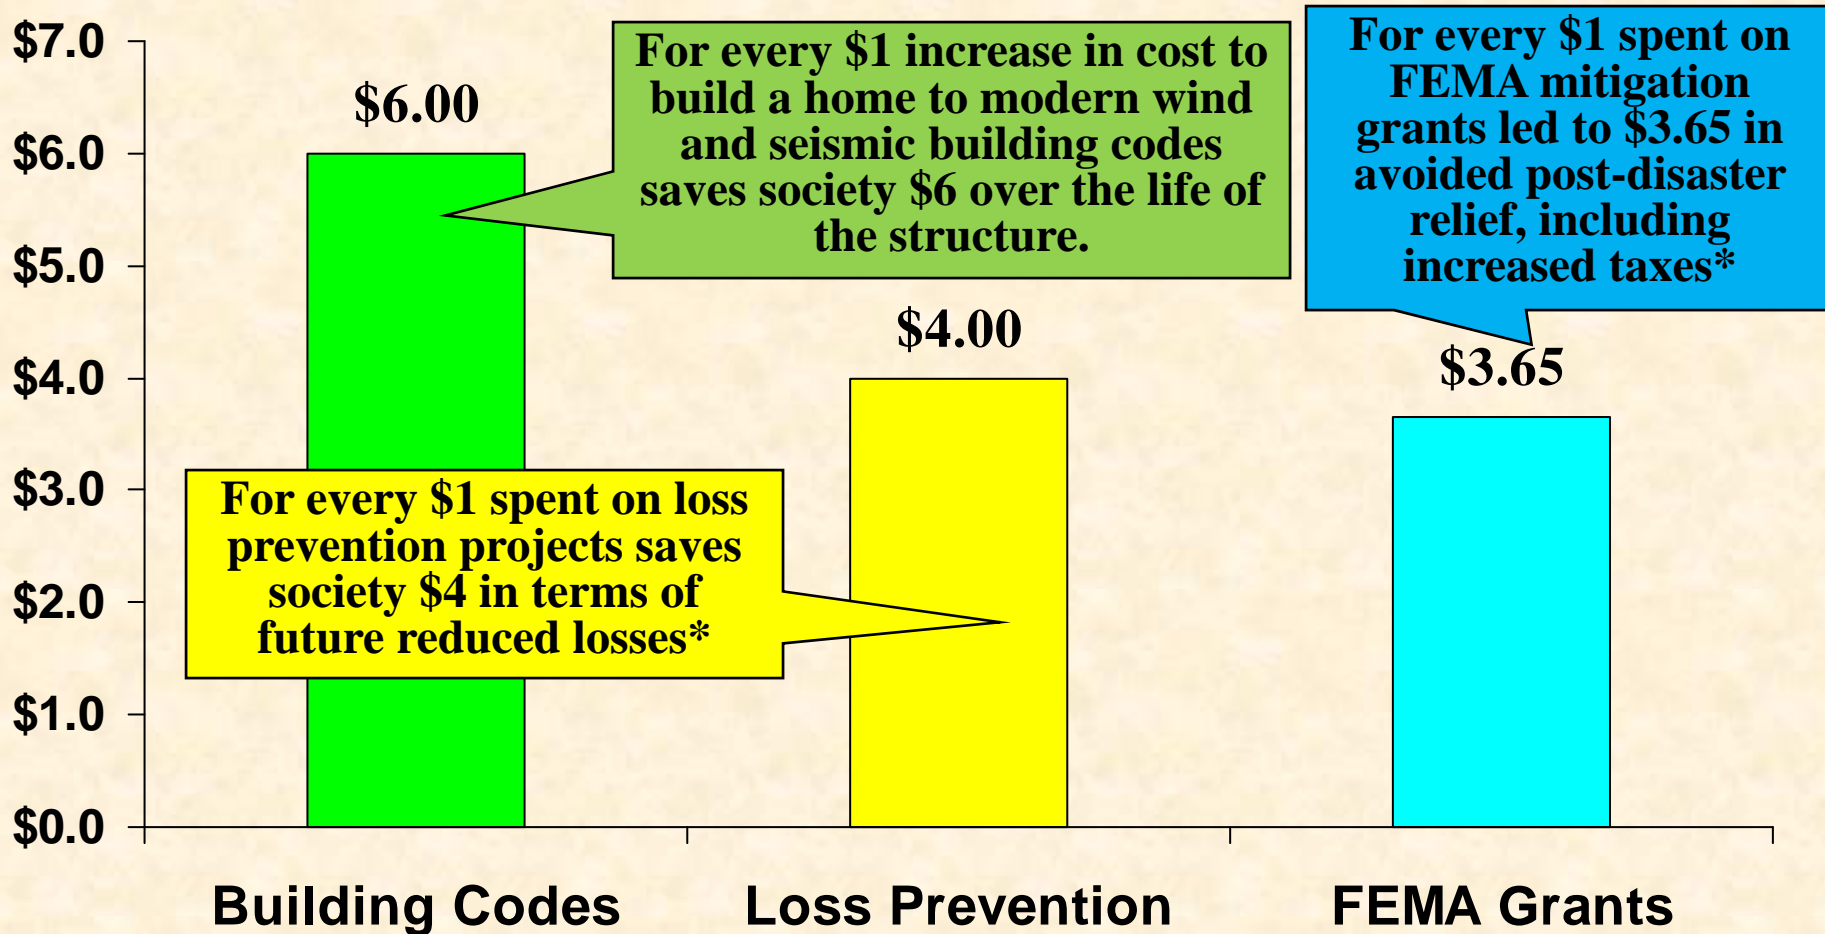 $7.0
$6.0
$5.0
$4.0
$3.0
$2.0
$1.0
$0.0
$6.00
For every $1 increase in cost to
build a home to modern wind
and seismic building codes
saves society $6 over the life of
the structure.
For every $1 spent on
FEMA mitigation
grants led to $3.65 in
avoided post-disaster
relief, including
increased taxes*
$4.00
$3.65
For every $1 spent on loss
prevention projects saves
society $4 in terms of
future reduced losses*
Building Codes
Loss Prevention
FEMA Grants